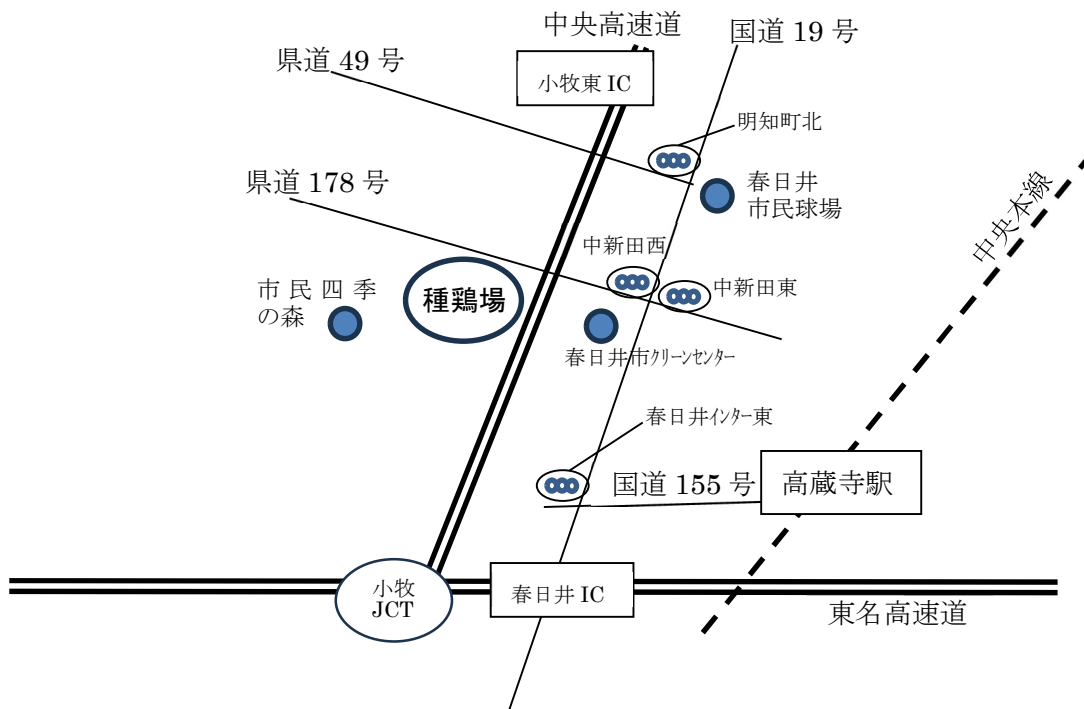 中央高速道
国道 19 号
県道 49 号
小牧東 IC
明知町北
県道 178 号
春日井
市民球場
中央本線
中新田西
市民四季
の森
種鶏場
中新田東
春日井市クリーンセンター
春日井インター東
国道 155 号
高蔵寺駅
小牧
JCT
春日井 IC
東名高速道